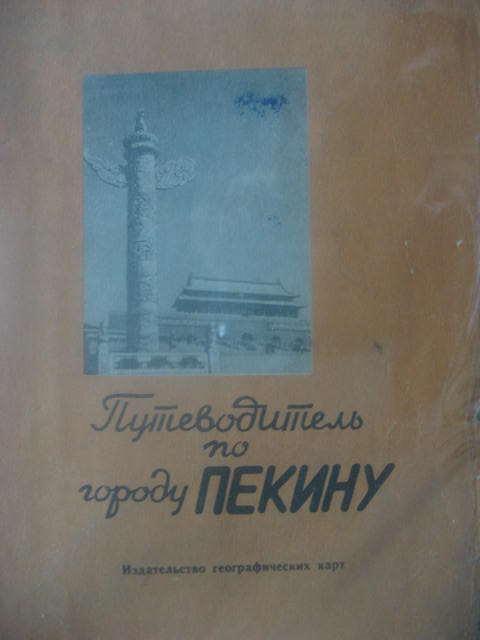 Путеводитель
по
городу ПЕКИНУ
Издательство географических карт